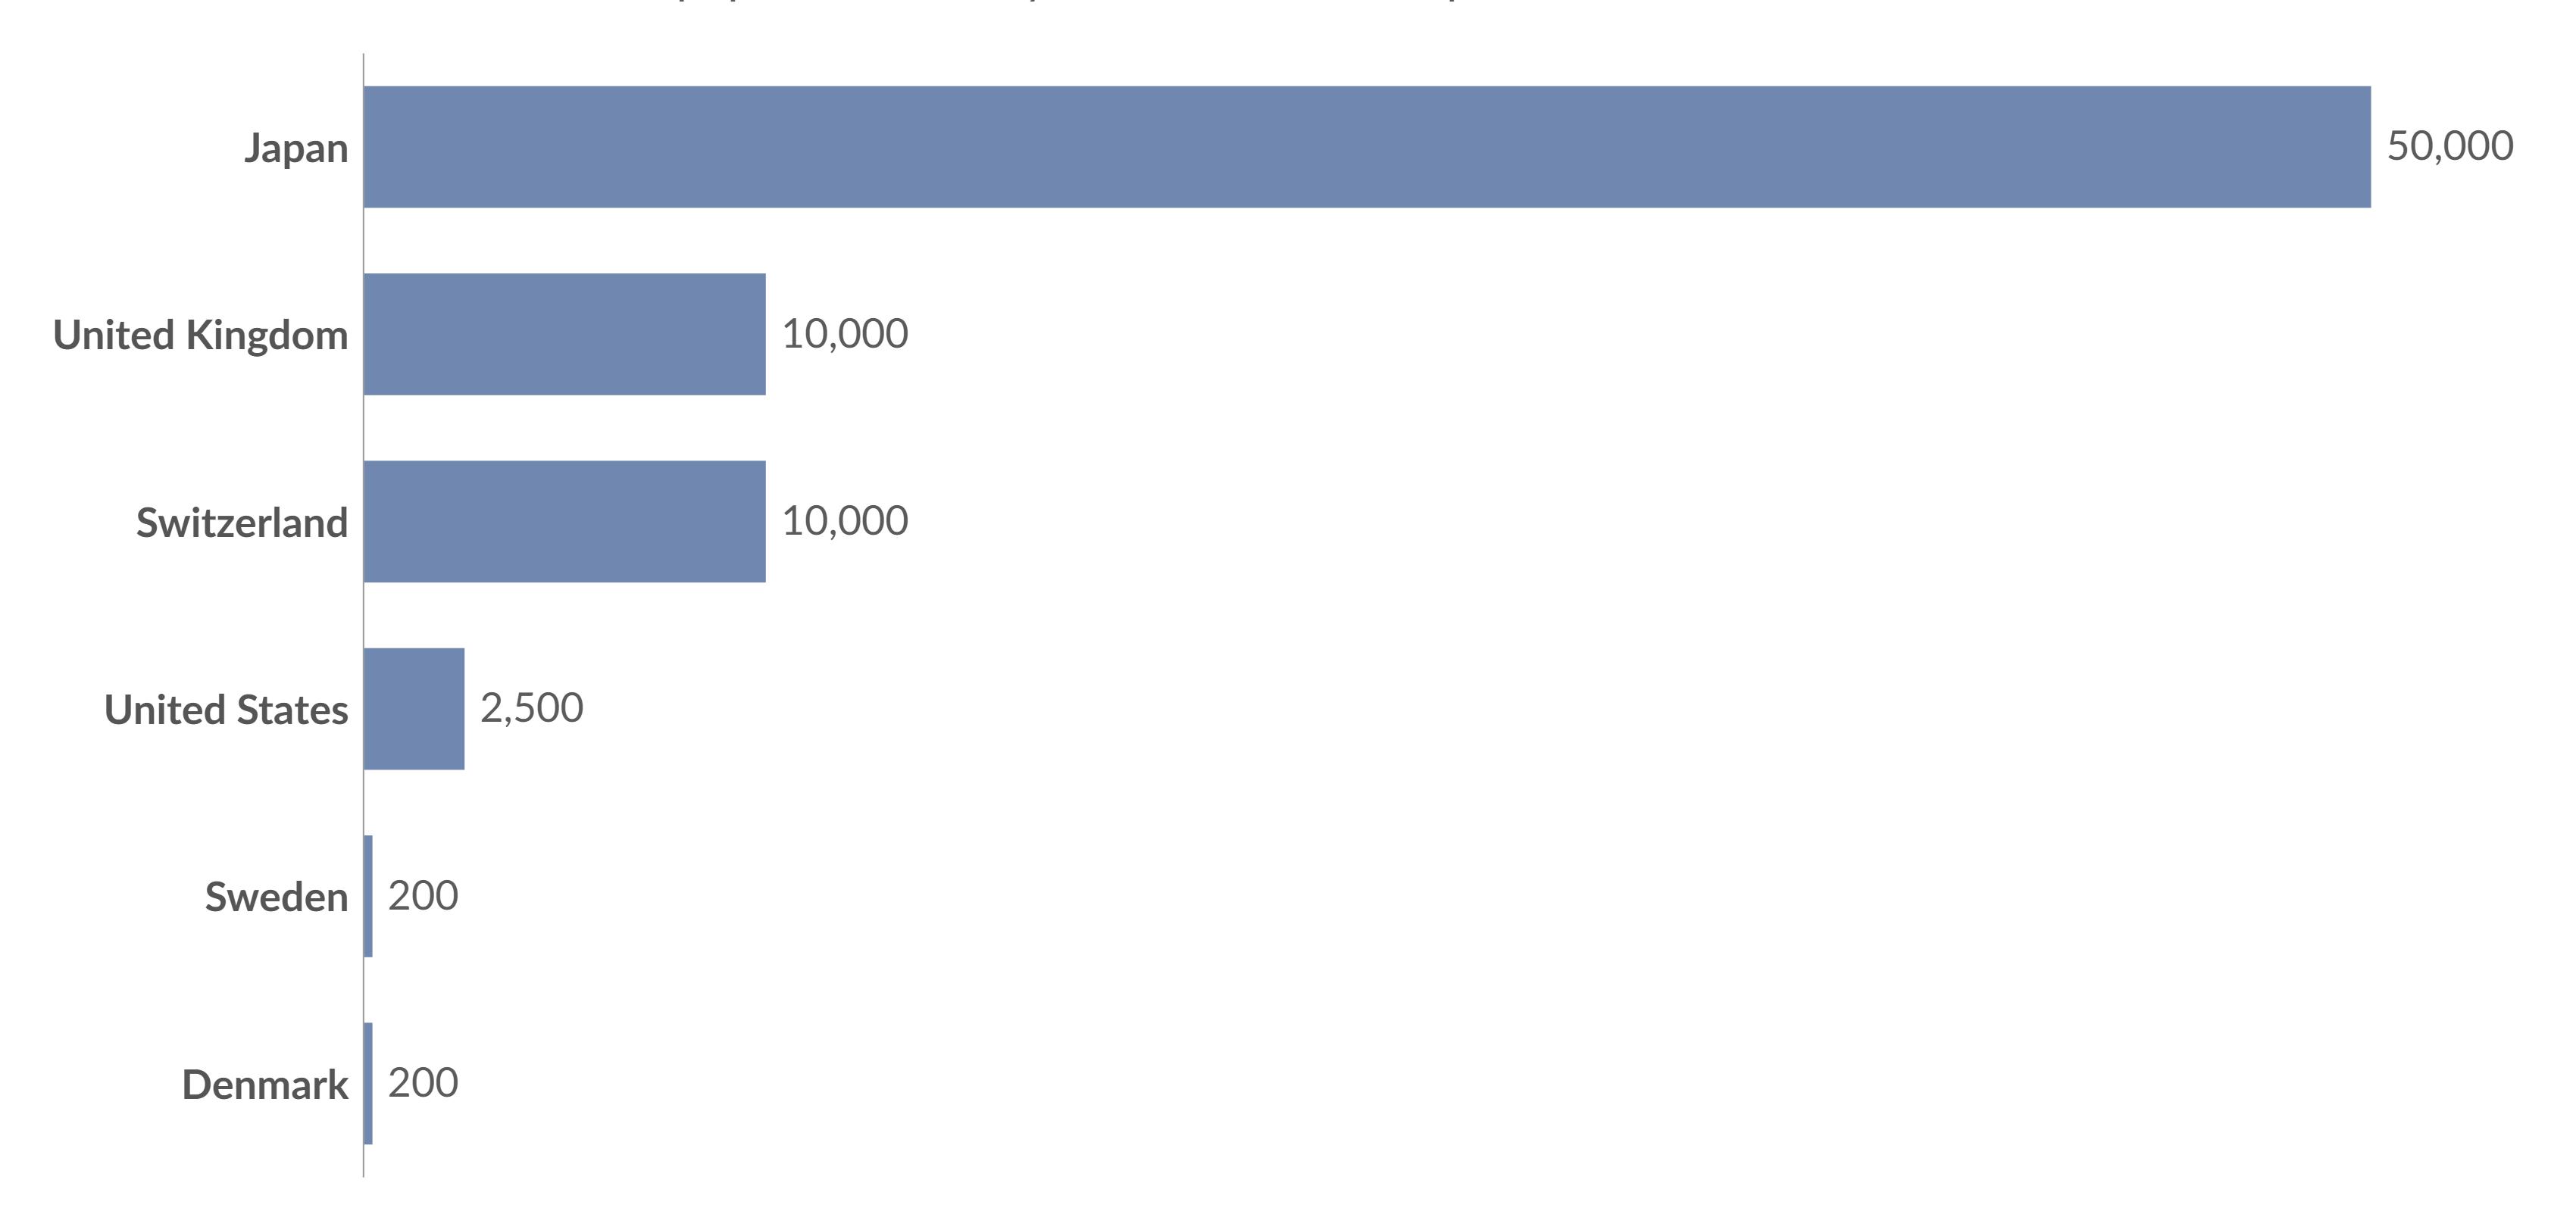 Japan 50,000
United Kingdom 10,000
Switzerland 10,000
United States 2,500
Sweden 200
Denmark 200